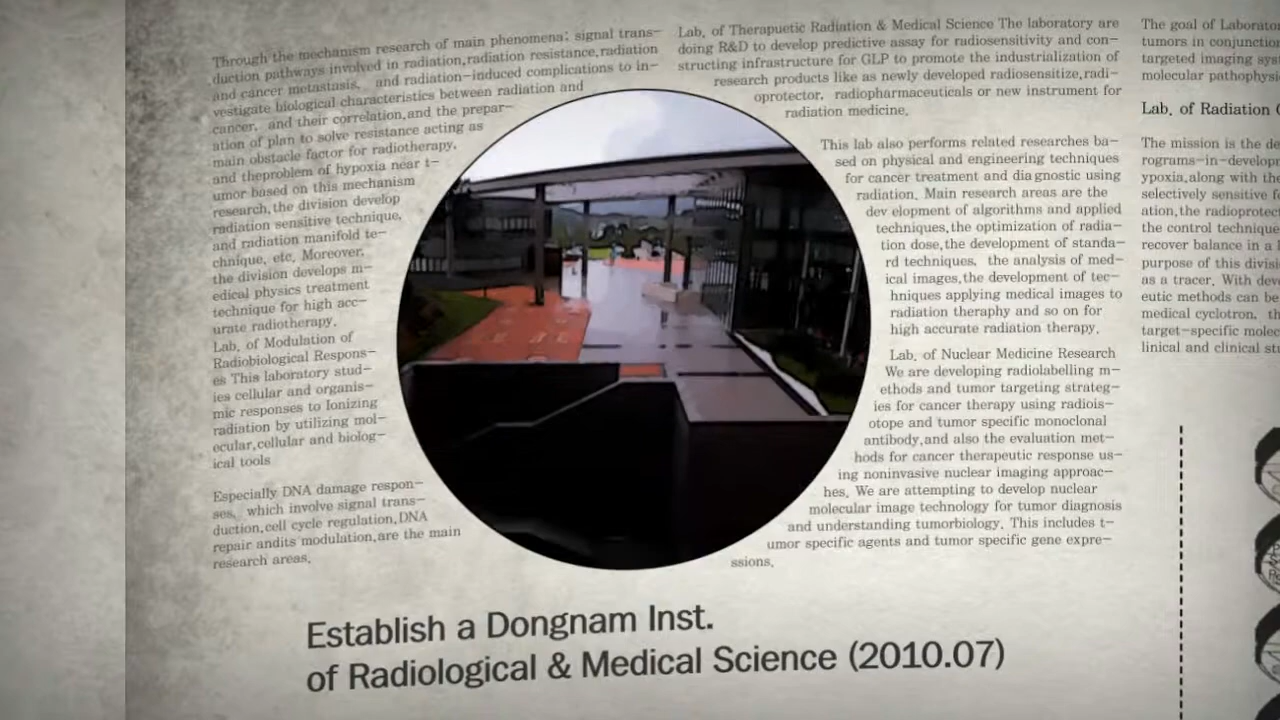 Through the mechanism research of main phenomena; signal trans-
duction pathways involved in radiation,radiation resistance,radiation
and cancer metastasis, and radiation-induced complications to in-
vestigate biological characteristics between radiation and
cancer, and their correlation,and the prepar-
ation of plan to solve resistance acting as
main obstacle factor for radiotherapy,
and theproblem of hypoxia near t-
umor based on this mechanism
research,the division develop
radiation sensitive technique,
and radiation manifold te-
chnique, etc. Moreover,
the division develops m-
edical physics treatment
technique for high acc-
urate radiotherapy.
Lab. of Modulation of
Radiobiological Respons-
es This laboratory stud-
ies cellular and organis-
mic responses to Ionizing
radiation by utilizing mol-
ecular,cellular and biolog-
ical tools
Especially DNA damage respon-
ses, which involve signal trans-
duction,cell cycle regulation,DNA
repair andits modulation,are the main
research areas.
Lab. of Therapuetic Radiation & Medical Science The laboratory are
doing R&D to develop predictive assay for radiosensitivity and con-
structing infrastructure for GLP to promote the industrialization of
research products like as newly developed radiosensitize,radi-
oprotector, radiopharmaceuticals or new instrument for
radiation medicine.
This lab also performs related researches ba-
sed on physical and engineering techniques
for cancer treatment and dia gnostic using
radiation. Main research areas are the
dev elopment of algorithms and applied
techniques,the optimization of radia-
tion dose,the development of standa-
rd techniques, the analysis of med-
ical images,the development of tec-
hniques applying medical images to
radiation theraphy and so on for
high accurate radiation therapy.
Lab. of Nuclear Medicine Research
We are developing radiolabelling m-
ethods and tumor targeting strateg-
ies for cancer therapy using radiois-
otope and tumor specific monoclonal
antibody,and also the evaluation met-
hods for cancer therapeutic response us-
ing noninvasive nuclear imaging approac-
hes. We are attempting to develop nuclear
molecular image technology for tumor diagnosis
and understanding tumorbiology. This includes t-
umor specific agents and tumor specific gene expre-
ssions.
The goal of
tumors in
targeted imaging
molecular
Lab. of Radiation
The mission is the
rograms-in-
ypoxia,along with the
selectively sensitive
ation,the
the control
recover balance in a
purpose of this
as a tracer. With
eutic methods can be
medical cyclotron,
target-specific
linical and clinical
Establish a Dongnam Inst.
of Radiological & Medical Science (2010.07)